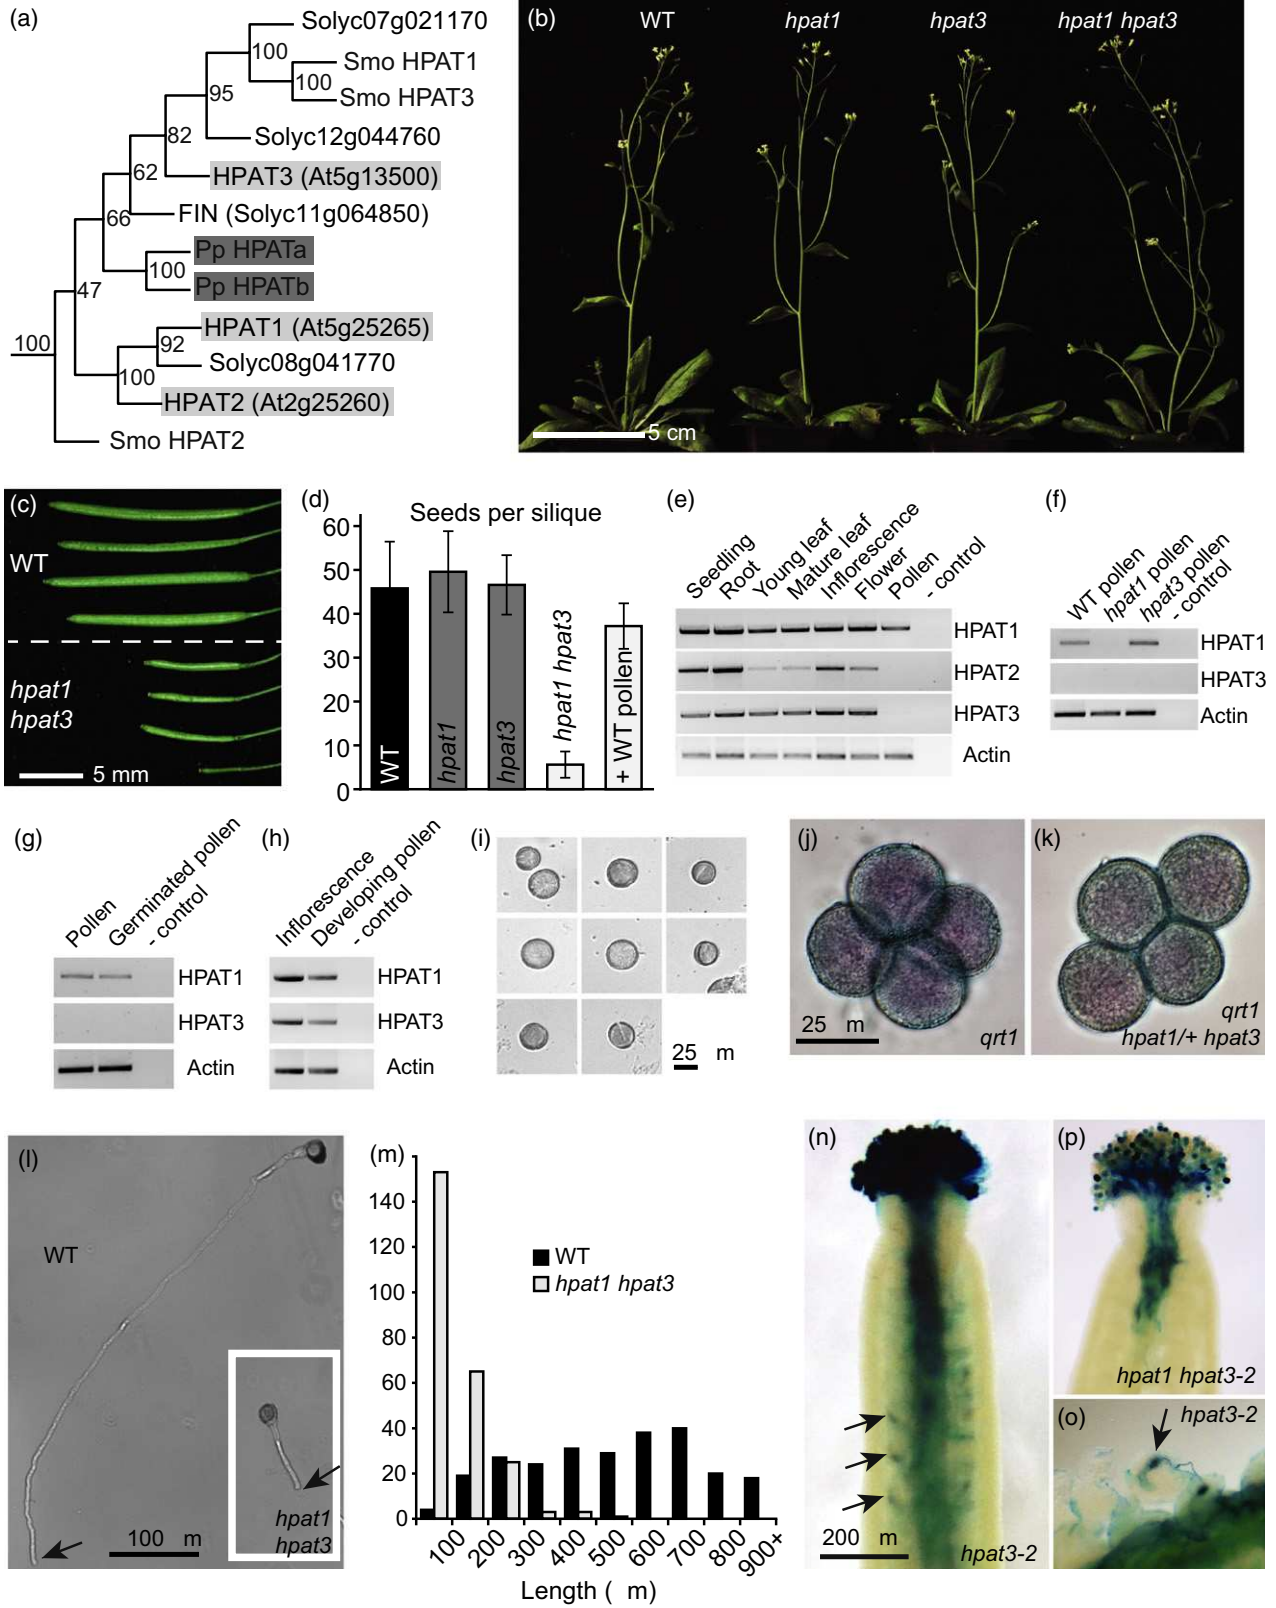 (a)
Solyc07g021170
100
Smo HPAT1
100
Smo HPAT3
95
Solyc12g044760
82
HPAT3 (At5g13500)
62
FIN (Solyc11g064850)
66
Pp HPATa
100
Pp HPATb
47
HPAT1 (At5g25265)
92
Solyc08g041770
100
100
HPAT2 (At2g25260)
Smo HPAT2
(b) WT hpat1 hpat3 hpat1 hpat3
5 cm
(c)
WT
hpat1
hpat3
5 mm
(d)
Seeds per silique
60
50
40
30
20
10
0
WT
hpat1
hpat3
hpat1 hpat3
+ WT pollen
(e)
Seedling
Root
Young leaf
Mature leaf
Inflorescence
Flower
Pollen
- control
HPAT1
HPAT2
HPAT3
Actin
(f)
WT pollen
hpat1 pollen
hpat3 pollen
- control
HPAT1
HPAT3
Actin
(g)
Pollen
Germinated pollen
- control
HPAT1
HPAT3
Actin
(h)
Inflorescence
Developing pollen
- control
HPAT1
HPAT3
Actin
(i)
25 m
(j)
25 m
qrt1
(k)
qrt1
hpat1/+ hpat3
(l)
WT
100 m
hpat1
hpat3
(m)
140
120
100
80
60
40
20
0
WT
hpat1 hpat3
100
200
300
400
500
600
700
800
900+
Length ( m)
(n)
200 m
hpat3-2
(p)
hpat1 hpat3-2
(o)
hpat3-2